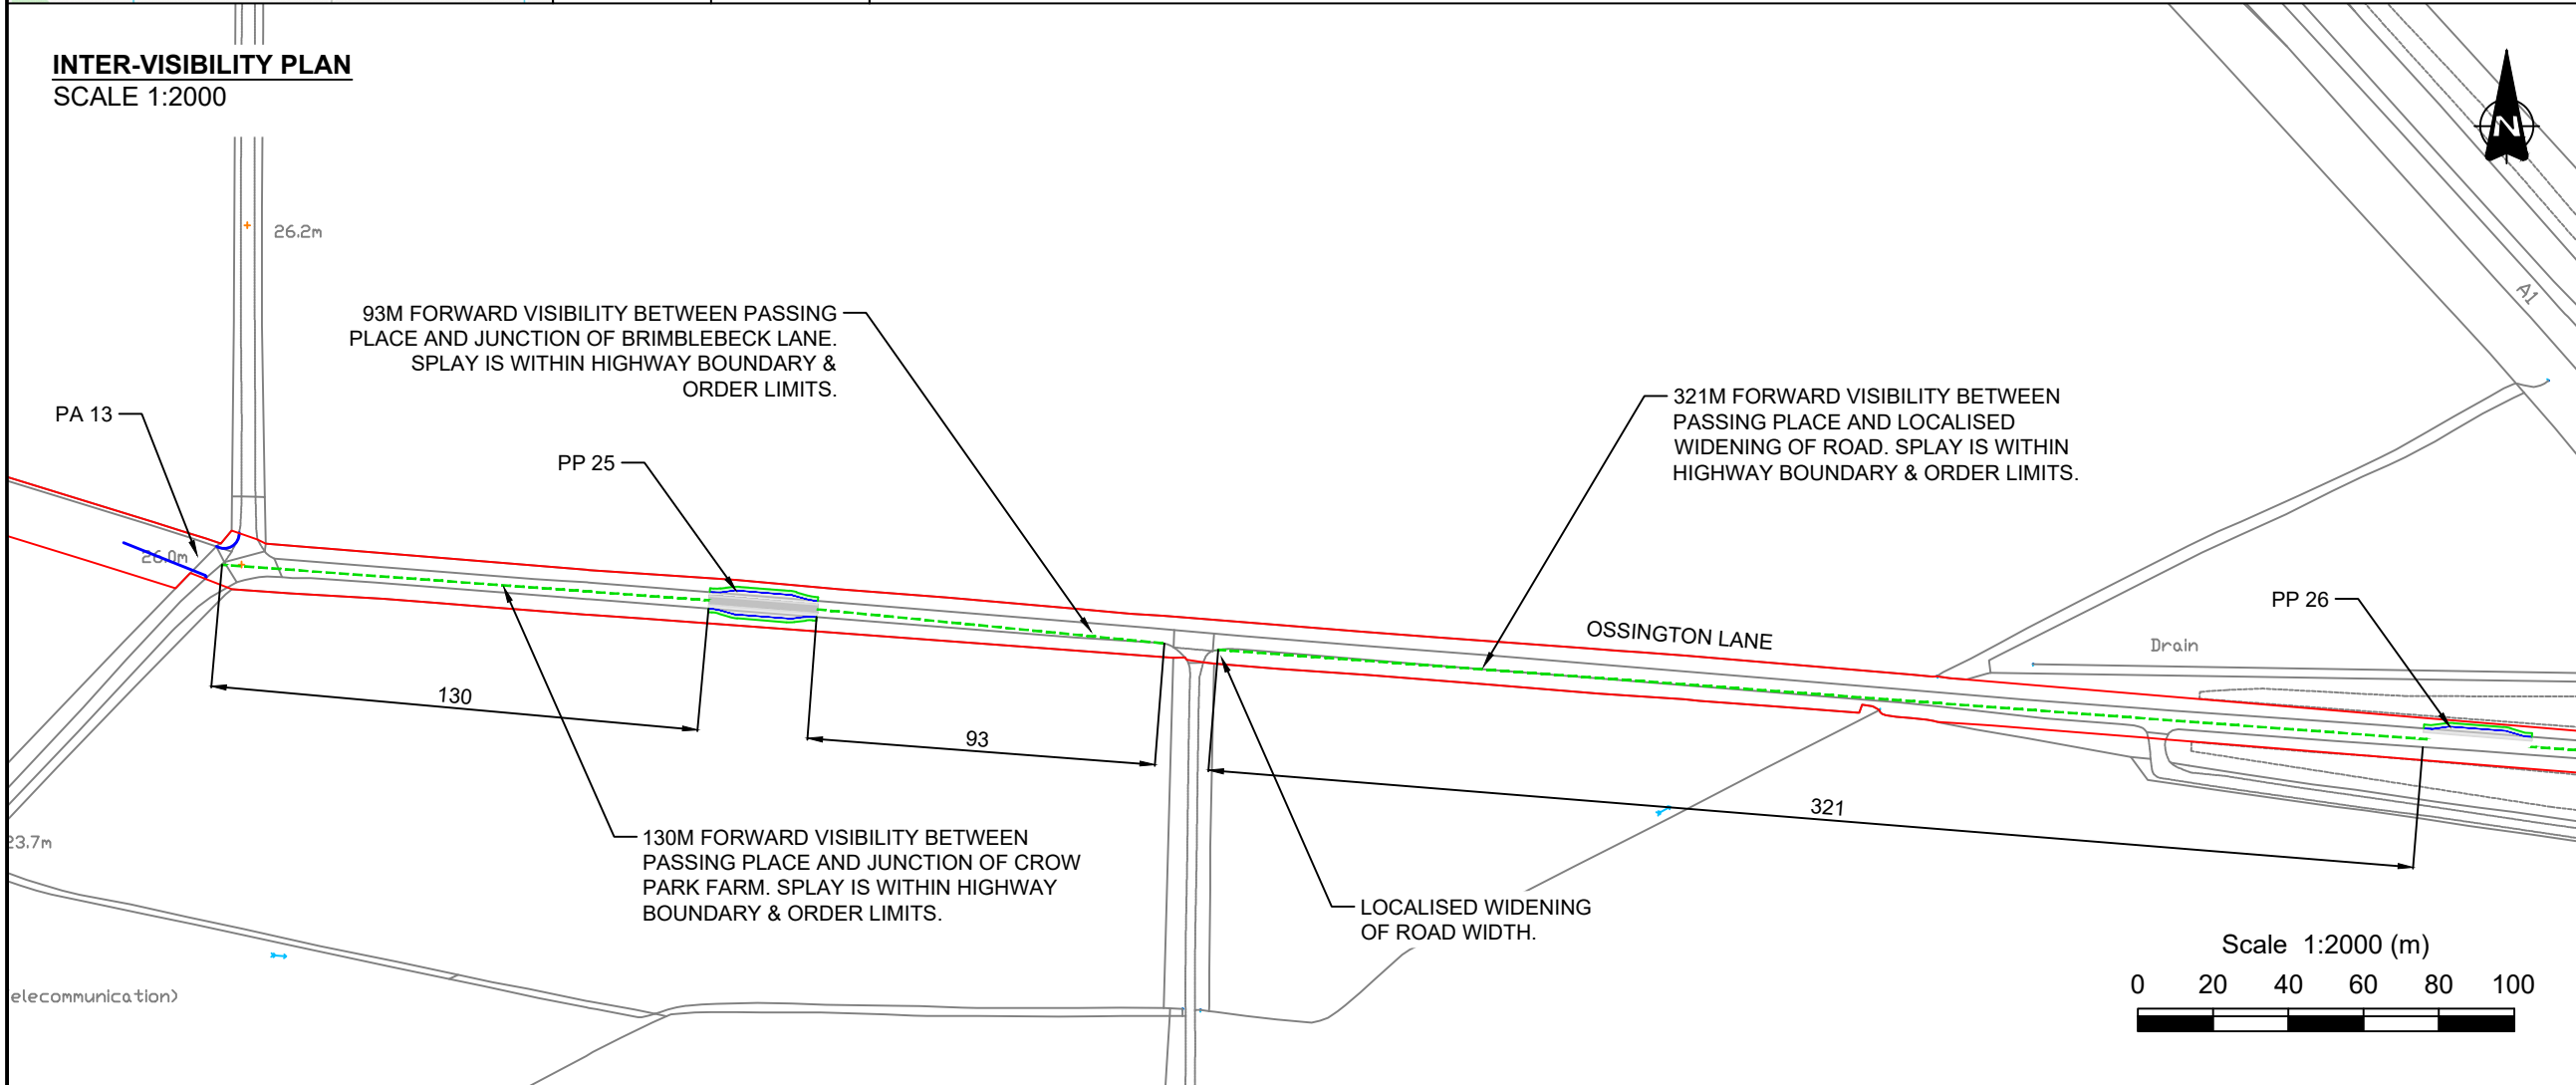 INTER-VISIBILITY PLAN
SCALE 1:2000
N
26.2m
A1
93M FORWARD VISIBILITY BETWEEN PASSING
PLACE AND JUNCTION OF BRIMBLEBECK LANE.
SPLAY IS WITHIN HIGHWAY BOUNDARY &
ORDER LIMITS.
321M FORWARD VISIBILITY BETWEEN
PASSING PLACE AND LOCALISED
WIDENING OF ROAD. SPLAY IS WITHIN
HIGHWAY BOUNDARY & ORDER LIMITS.
PA 13
PP 25
26.0m
PP 26
OSSINGTON LANE
Drain
130
93
321
130M FORWARD VISIBILITY BETWEEN
PASSING PLACE AND JUNCTION OF CROW
PARK FARM. SPLAY IS WITHIN HIGHWAY
BOUNDARY & ORDER LIMITS.
23.7m
LOCALISED WIDENING
OF ROAD WIDTH.
elecommunication)
Scale 1:2000 (m)
0 20 40 60 80 100